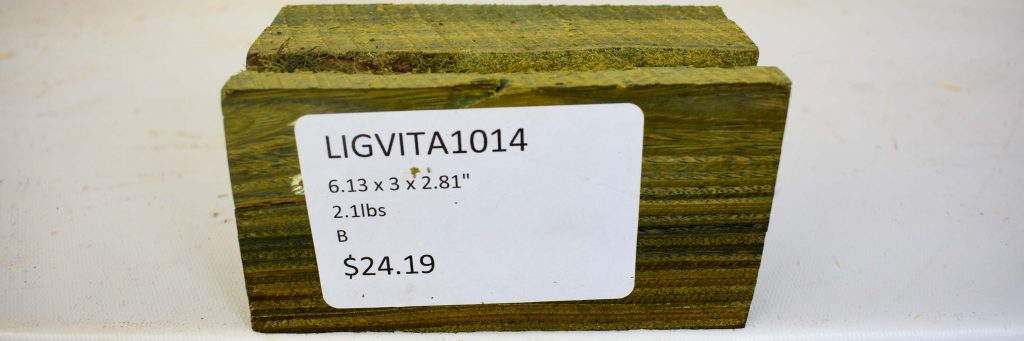 LIGVITA1014
6.13 x 3 x 2.81"
2.1lbs
B
$24.19